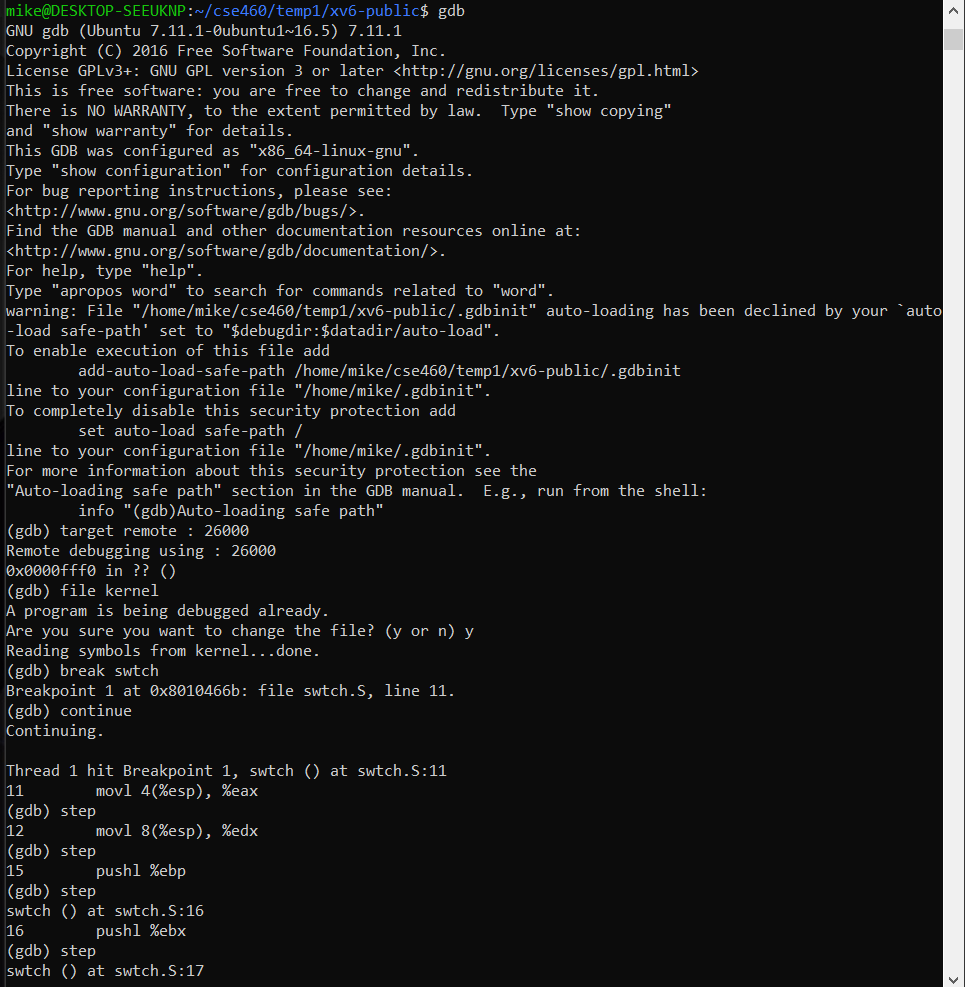 mike@DESKTOP-SEEUKNP:~/cse460/temp1/xv6-public$ gdb
GNU gdb (Ubuntu 7.11.1-0ubuntu1~16.5) 7.11.1
Copyright (C) 2016 Free Software Foundation, Inc.
License GPLv3+: GNU GPL version 3 or later <http://gnu.org/licenses/gpl.html>
This is free software: you are free to change and redistribute it.
There is NO WARRANTY, to the extent permitted by law.  Type "show copying"
and "show warranty" for details.
This GDB was configured as "x86_64-linux-gnu".
Type "show configuration" for configuration details.
For bug reporting instructions, please see:
<http://www.gnu.org/software/gdb/bugs/>.
Find the GDB manual and other documentation resources online at:
<http://www.gnu.org/software/gdb/documentation/>.
For help, type "help".
Type "apropos word" to search for commands related to "word".
warning: File "/home/mike/cse460/temp1/xv6-public/.gdbinit" auto-loading has been declined by your `auto
-load safe-path' set to "$debugdir:$datadir/auto-load".
To enable execution of this file add
        add-auto-load-safe-path /home/mike/cse460/temp1/xv6-public/.gdbinit
line to your configuration file "/home/mike/.gdbinit".
To completely disable this security protection add
        set auto-load safe-path /
line to your configuration file "/home/mike/.gdbinit".
For more information about this security protection see the
"Auto-loading safe path" section in the GDB manual.  E.g., run from the shell:
        info "(gdb)Auto-loading safe path"
(gdb) target remote : 26000
Remote debugging using : 26000
0x0000fff0 in ?? ()
(gdb) file kernel
A program is being debugged already.
Are you sure you want to change the file? (y or n) y
Reading symbols from kernel...done.
(gdb) break swtch
Breakpoint 1 at 0x8010466b: file swtch.S, line 11.
(gdb) continue
Continuing.

Thread 1 hit Breakpoint 1, swtch () at swtch.S:11
11        movl 4(%esp), %eax
(gdb) step
12        movl 8(%esp), %edx
(gdb) step
15        pushl %ebp
(gdb) step
swtch () at swtch.S:16
16        pushl %ebx
(gdb) step
swtch () at swtch.S:17